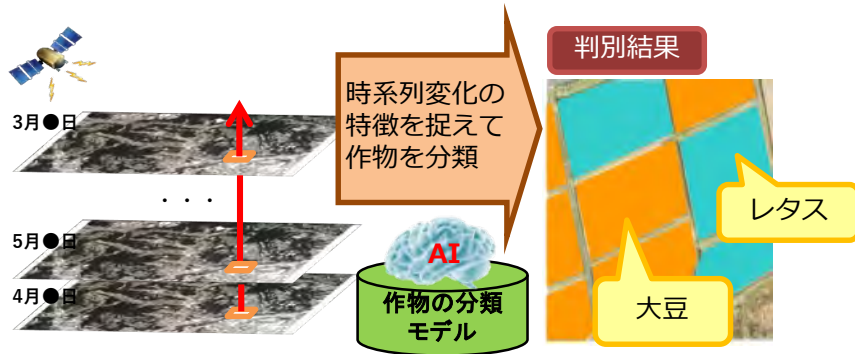 判別結果
3月●日
時系列変化の
特徴を捉えて
作物を分類
・・・
レタス
5月●日
AI
4月●日
作物の分類
モデル
大豆